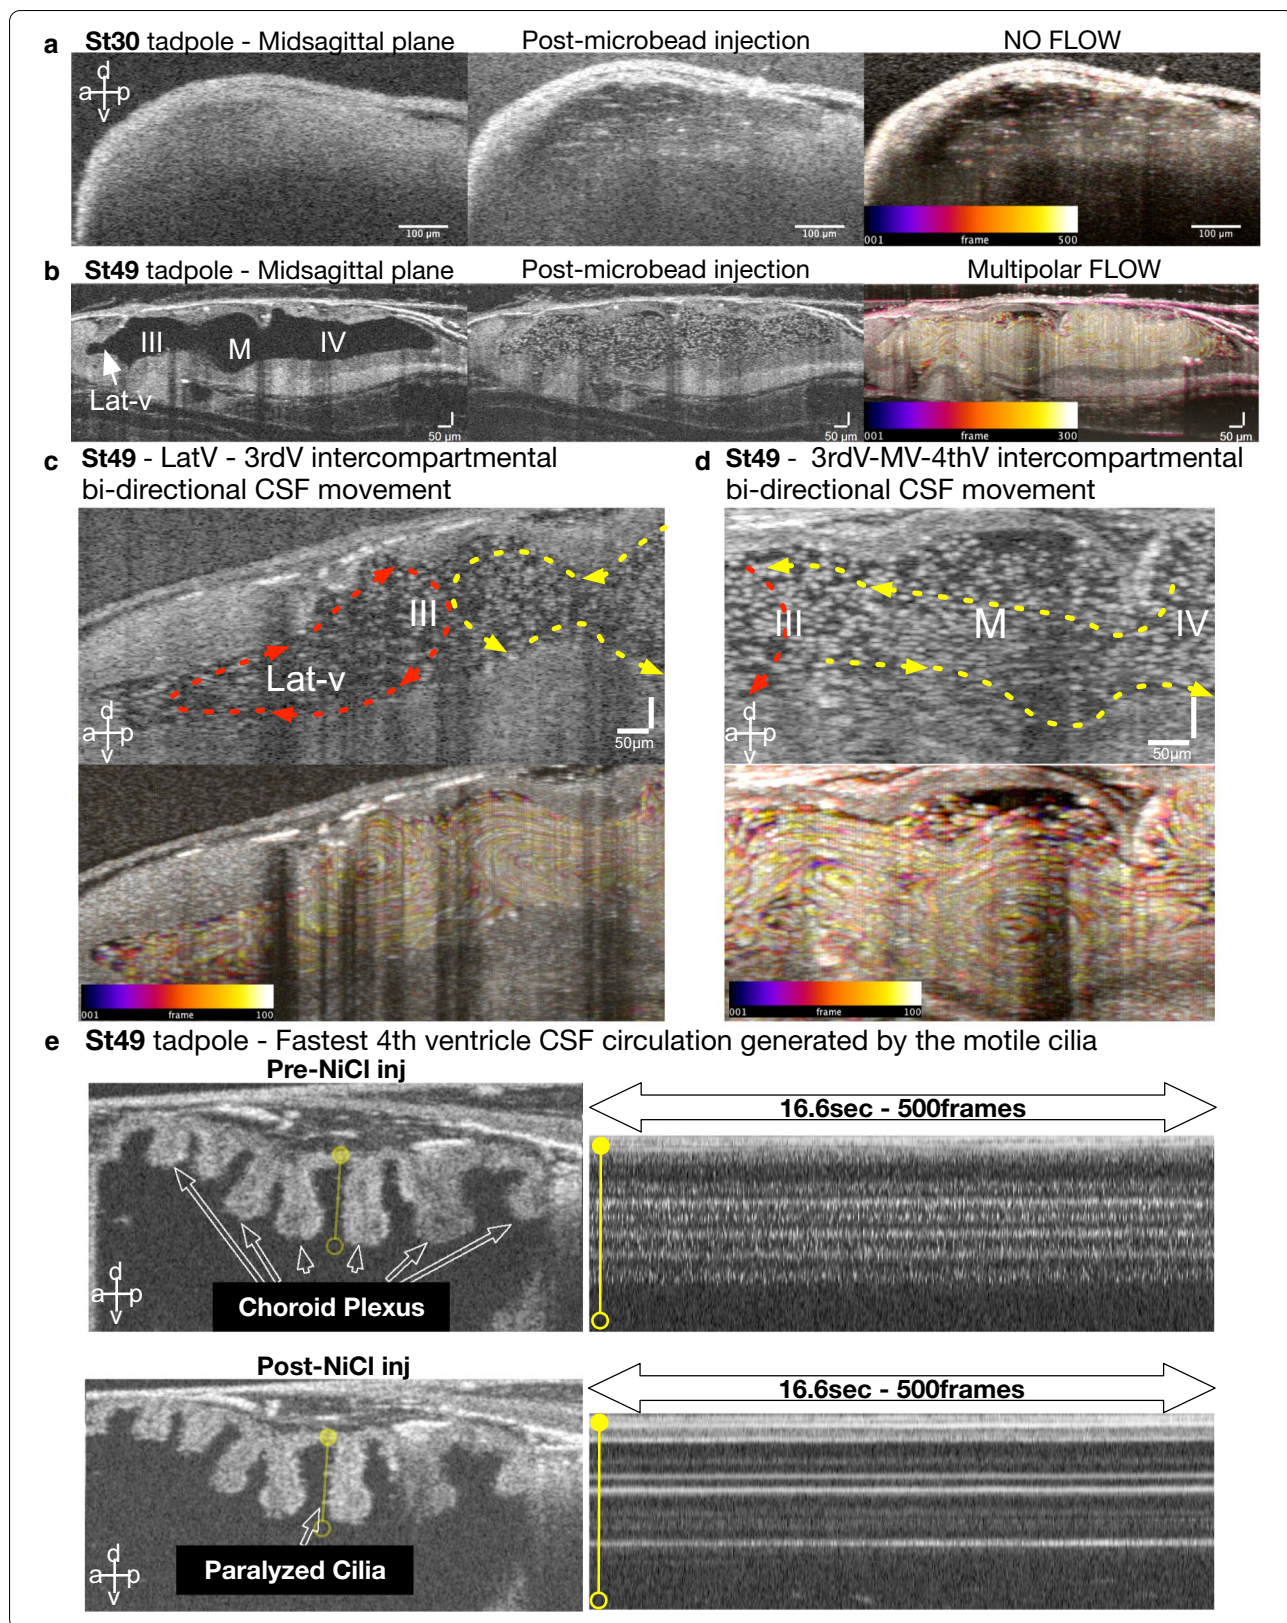 a St30 tadpole - Midsagittal plane Post-microbead injection NO FLOW
d
a p
v
100 µm 100 µm 001 frame 500 100 µm
b St49 tadpole - Midsagittal plane Post-microbead injection Multipolar FLOW
III M IV
Lat-v
50 µm 50 µm 001 frame 300 50 µm
c St49 - LatV - 3rdV intercompartmental
bi-directional CSF movement
d St49 - 3rdV-MV-4thV intercompartmental
bi-directional CSF movement
III
Lat-v
d
a p
v
50µm
III M IV
d
a p
v
50µm
001 frame 100
001 frame 100
e St49 tadpole - Fastest 4th ventricle CSF circulation generated by the motile cilia
Pre-NiCl inj
16.6sec - 500frames
d
a p
v
Choroid Plexus
Post-NiCl inj
16.6sec - 500frames
d
a p
v
Paralyzed Cilia